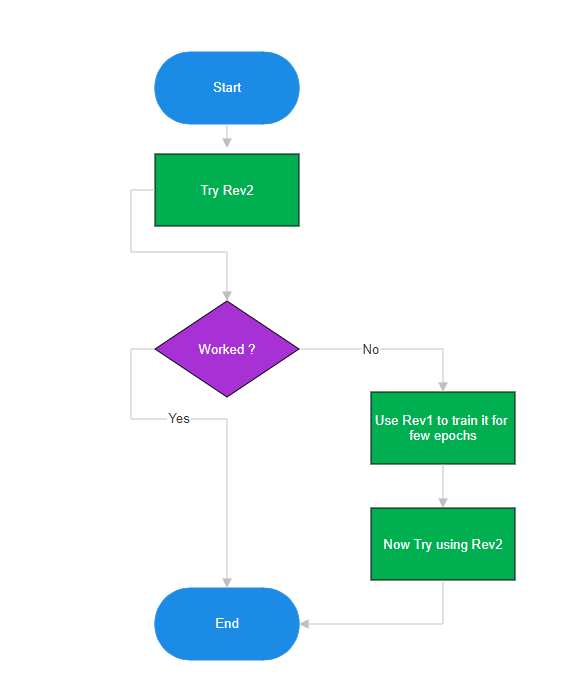 Start
Try Rev2
Worked ?
No
Yes
Use Rev1 to train it for
few epochs
Now Try using Rev2
End